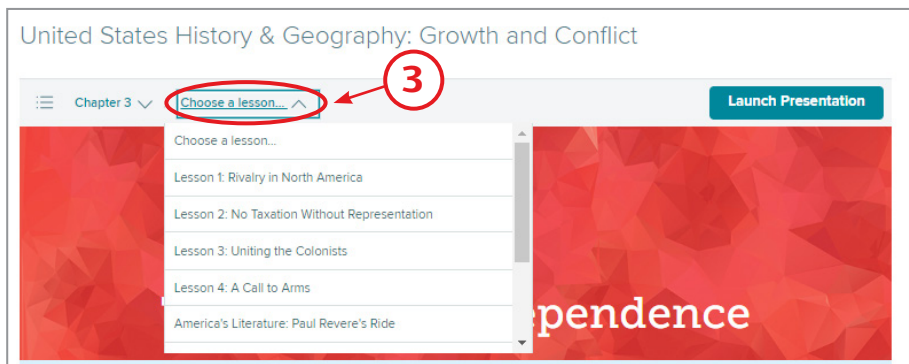 United States History & Geography: Growth and Conflict
3
Chapter 3 Choose a lesson... Launch Presentation
Choose a lesson...
Lesson 1: Rivalry in North America
Lesson 2: No Taxation Without Representation
Lesson 3: Uniting the Colonists
Lesson 4: A Call to Arms
America's Literature: Paul Revere's Ride
pendence